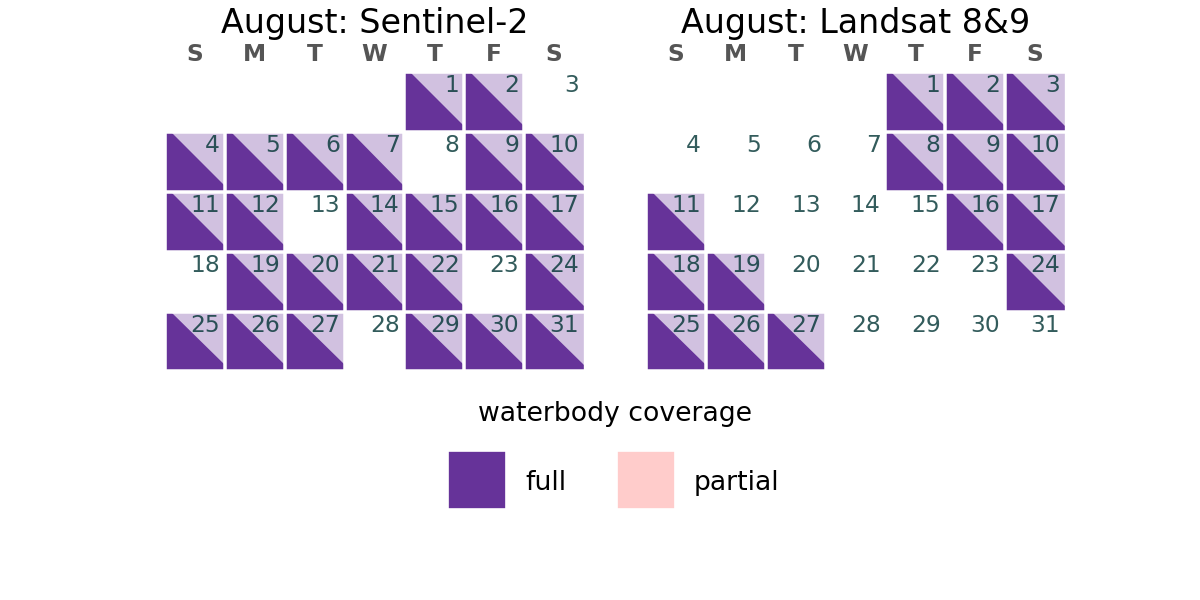 August: Sentinel-2
S M T W T F S
1 2 3
4 5 6 7 8 9 10
11 12 13 14 15 16 17
18 19 20 21 22 23 24
25 26 27 28 29 30 31
August: Landsat 8&9
S M T W T F S
1 2 3
4 5 6 7 8 9 10
11 12 13 14 15 16 17
18 19 20 21 22 23 24
25 26 27 28 29 30 31
waterbody coverage
full partial